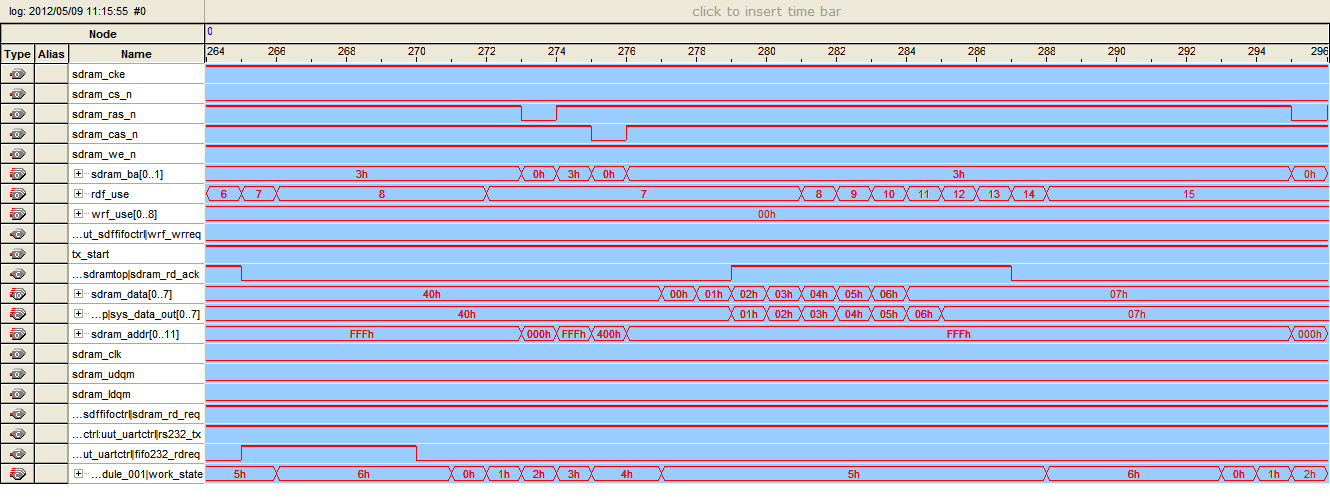 log: 2012/05/09 11:15:55 #0 click to insert time bar
Node 0
Type Alias Name 264 266 268 270 272 274 276 278 280 282 284 286 288 290 292 294 296
sdram_cke
sdram_cs_n
sdram_ras_n
sdram_cas_n
sdram_we_n
sdram_ba[0..1] 3h 0h 3h 0h 3h 0h
rdf_use 6 7 8 7 8 9 10 11 12 13 14 15
wrf_use[0..8] 00h
...ut_sdffifoctrl|wrf_wrreq
tx_start
...sdramtop|sdram_rd_ack
sdram_data[0..7] 40h 00h 01h 02h 03h 04h 05h 06h 07h
...p|sys_data_out[0..7] 40h 01h 02h 03h 04h 05h 06h 07h
sdram_addr[0..11] FFFh 000h FFFh 400h FFFh 000h
sdram_clk
sdram_udqm
sdram_ldqm
...sdffifoctrl|sdram_rd_req
...ctrl:uut_uartctrl|rs232_tx
...ut_uartctrl|fifo232_rdreq
...dule_001|work_state 5h 6h 0h 1h 2h 3h 4h 5h 6h 0h 1h 2h